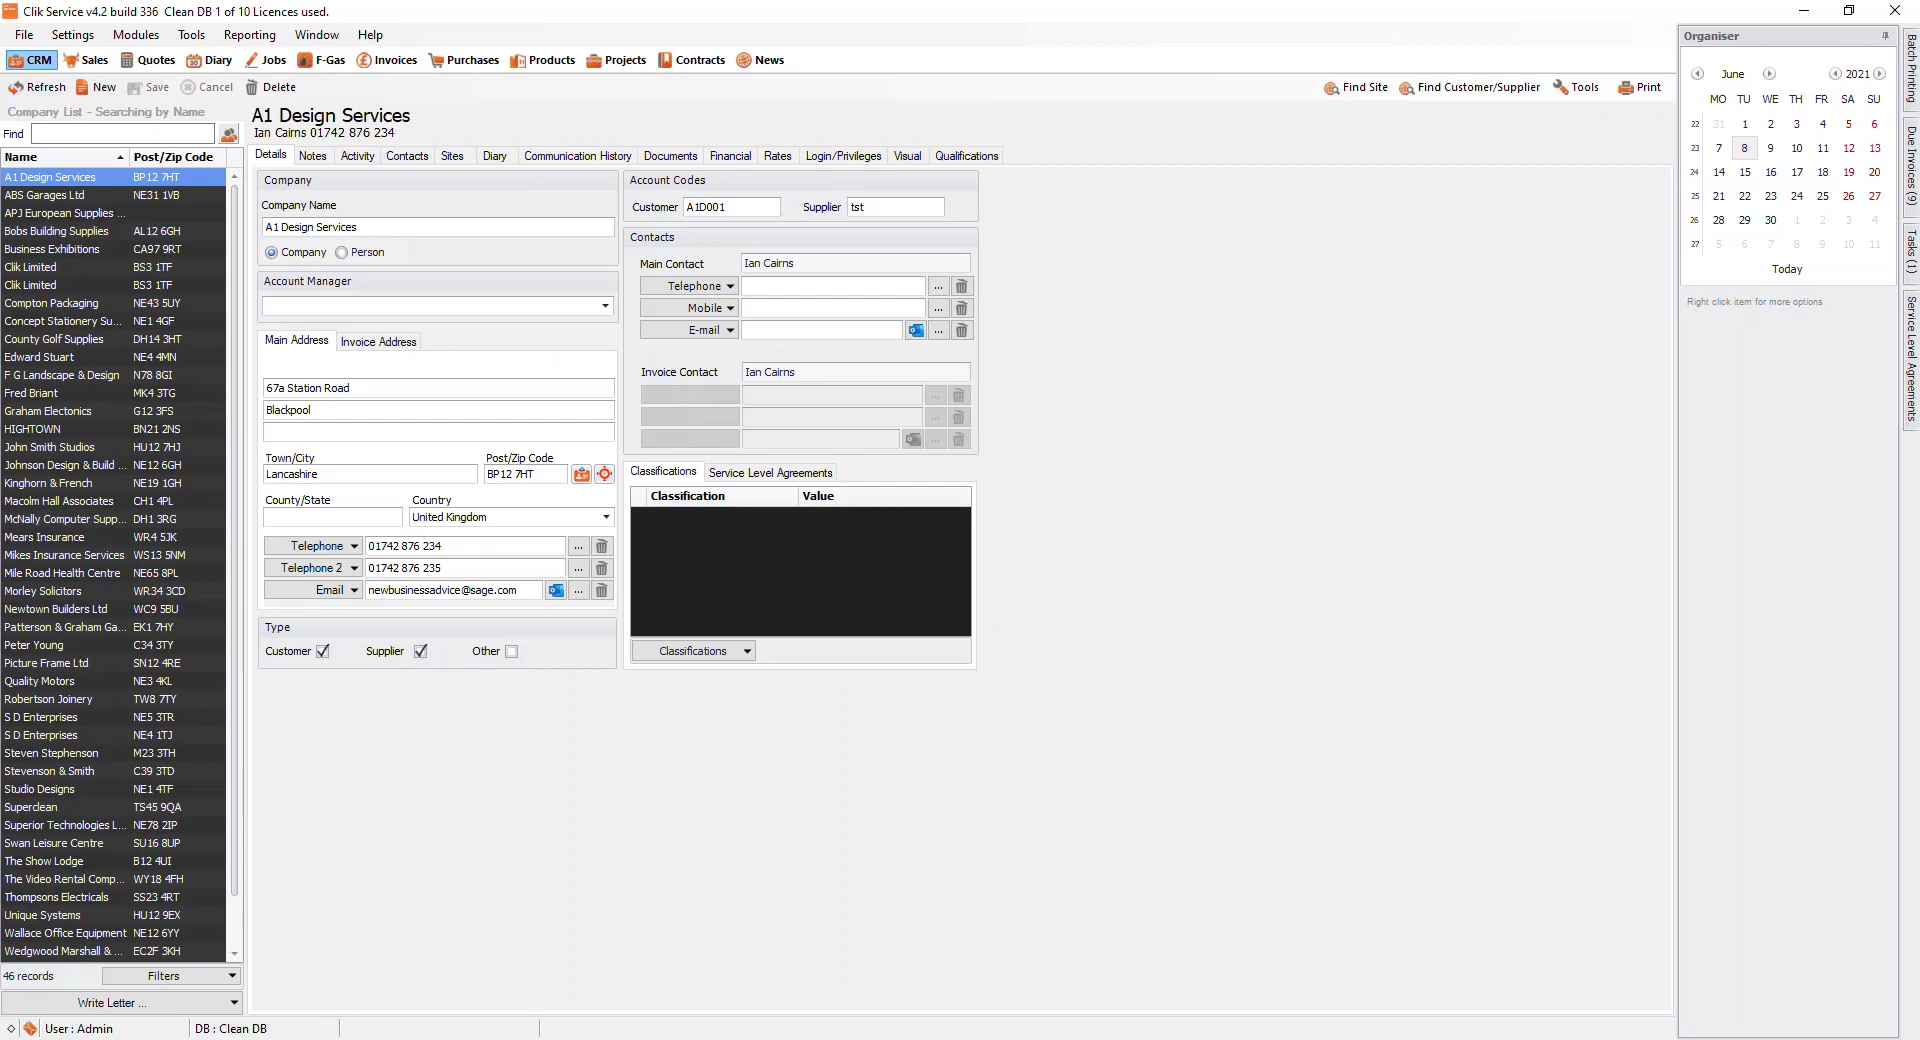 Clik Service v4.2 build 336  Clean DB 1 of 10 Licences used.
File Settings Modules Tools Reporting Window Help
CRM Sales Quotes Diary Jobs F-Gas Invoices Purchases Products Projects Contracts News
Refresh New Save Cancel Delete Find Site Find Customer/Supplier Tools Print
Company List - Searching by Name
Find
Name Post/Zip Code
A1 Design Services BP12 7HT
ABS Garages Ltd NE31 1VB
APJ European Supplies ...
Bobs Building Supplies AL12 6GH
Business Exhibitions CA97 9RT
Clik Limited BS3 1TF
Clik Limited BS3 1TF
Compton Packaging NE43 5UY
Concept Stationery Su... NE1 4GF
County Golf Supplies DH14 3HT
Edward Stuart NE4 4MN
F G Landscape & Design N78 8GI
Fred Briant MK4 3TG
Graham Electonics G12 3FS
HIGHTOWN BN21 2NS
John Smith Studios HU12 7HJ
Johnson Design & Build ... NE12 6GH
Kinghorn & French NE19 1GH
Macolm Hall Associates CH1 4PL
McNally Computer Supp... DH1 3RG
Mears Insurance WR4 5JK
Mikes Insurance Services WS13 5NM
Mile Road Health Centre NE65 8PL
Morley Solicitors WR34 3CD
Newtown Builders Ltd WC9 5BU
Patterson & Graham Ga... EK1 7HY
Peter Young C34 3TY
Picture Frame Ltd SN12 4RE
Quality Motors NE3 4KL
Robertson Joinery TW8 7TY
S D Enterprises NE5 3TR
S D Enterprises NE4 1TJ
Steven Stephenson M23 3TH
Stevenson & Smith C39 3TD
Studio Designs NE1 4TF
Superclean TS45 9QA
Superior Technologies L... NE78 2IP
Swan Leisure Centre SU16 8UP
The Show Lodge B12 4UI
The Video Rental Comp... WY18 4FH
Thompsons Electricals SS23 4RT
Unique Systems HU12 9EX
Wallace Office Equipment NE12 6YY
Wedgwood Marshall & ... EC2F 3KH
46 records Filters
Write Letter ...
User : Admin DB : Clean DB
A1 Design Services
Ian Cairns 01742 876 234
Details Notes Activity Contacts Sites Diary Communication History Documents Financial Rates Login/Privileges Visual Qualifications
Company
Company Name
A1 Design Services
Company Person
Account Manager
Main Address Invoice Address
67a Station Road
Blackpool
Town/City Post/Zip Code
Lancashire BP12 7HT
County/State Country
United Kingdom
Telephone 01742 876 234 ...
Telephone 2 01742 876 235 ...
Email newbusinessadvice@sage.com ...
Type
Customer Supplier Other
Account Codes
Customer A1D001 Supplier tst
Contacts
Main Contact Ian Cairns
Telephone ...
Mobile ...
E-mail ...
Invoice Contact Ian Cairns
...
...
...
Classifications Service Level Agreements
Classification Value
Classifications
Organiser
June 2021
MO TU WE TH FR SA SU
22 31 1 2 3 4 5 6
23 7 8 9 10 11 12 13
24 14 15 16 17 18 19 20
25 21 22 23 24 25 26 27
26 28 29 30 1 2 3 4
27 5 6 7 8 9 10 11
Today
Right click item for more options
Batch Printing
Due Invoices (9)
Tasks (1)
Service Level Agreements